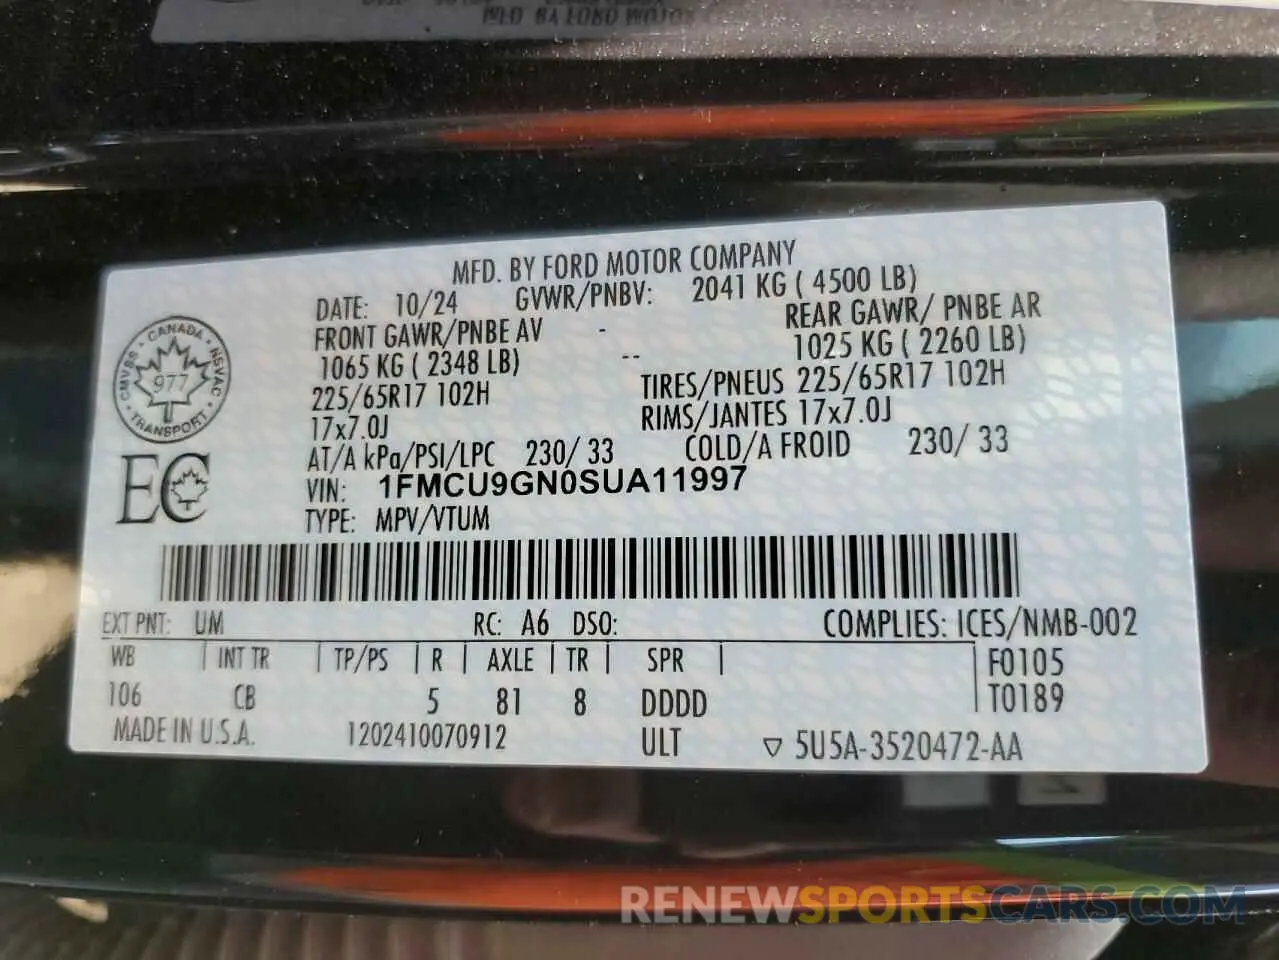 MFD. BY FORD MOTOR COMPANY
DATE: 10/24 GVWR/PNBV: 2041 KG ( 4500 LB)
FRONT GAWR/PNBE AV - REAR GAWR/ PNBE AR
1065 KG ( 2348 LB) -- 1025 KG ( 2260 LB)
225/65R17 102H TIRES/PNEUS 225/65R17 102H
17x7.0J RIMS/JANTES 17x7.0J
AT/A kPa/PSI/LPC 230/ 33 COLD/A FROID 230/ 33
VIN: 1FMCU9GN0SUA11997
TYPE: MPV/VTUM
CMVSS · CANADA · NSVAC
977
· TRANSPORT ·
EC
EXT PNT: UM RC: A6 DSO: COMPLIES: ICES/NMB-002
WB | INT TR | TP/PS | R | AXLE | TR | SPR | F0105
106 CB 5 81 8 DDDD T0189
MADE IN U.S.A. 1202410070912 ULT ▽ 5U5A-3520472-AA
RENEWSPORTSCARS.COM